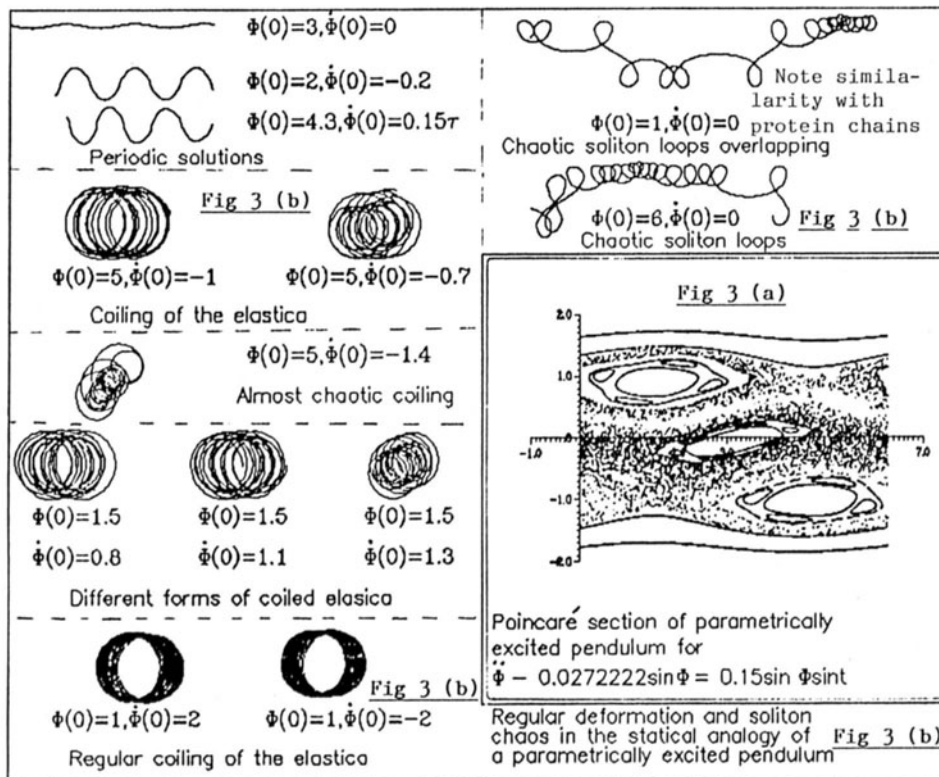 Φ(0)=3,Φ̇(0)=0
Φ(0)=2,Φ̇(0)=−0.2
Φ(0)=4.3,Φ̇(0)=0.15τ
Periodic solutions
Fig 3 (b)
Φ(0)=5,Φ̇(0)=−1
Φ(0)=5,Φ̇(0)=−0.7
Coiling of the elastica
Φ(0)=5,Φ̇(0)=−1.4
Almost chaotic coiling
Φ(0)=1.5
Φ(0)=1.5
Φ(0)=1.5
Φ̇(0)=0.8
Φ̇(0)=1.1
Φ̇(0)=1.3
Different forms of coiled elasica
Fig 3 (b)
Φ(0)=1,Φ̇(0)=2
Φ(0)=1,Φ̇(0)=−2
Regular coiling of the elastica
Note simila-
larity with
protein chains
Φ(0)=1,Φ̇(0)=0
Chaotic soliton loops overlapping
Φ(0)=6,Φ̇(0)=0
Fig 3 (b)
Chaotic soliton loops
Fig 3 (a)
2.0
1.0
.0
-1.0
7.0
-1.0
-2.0
Poincaré section of parametrically
excited pendulum for
Φ̈ − 0.0272222sinΦ = 0.15sin Φsint
Regular deformation and soliton
chaos in the statical analogy of
a parametrically excited pendulum
Fig 3 (b)